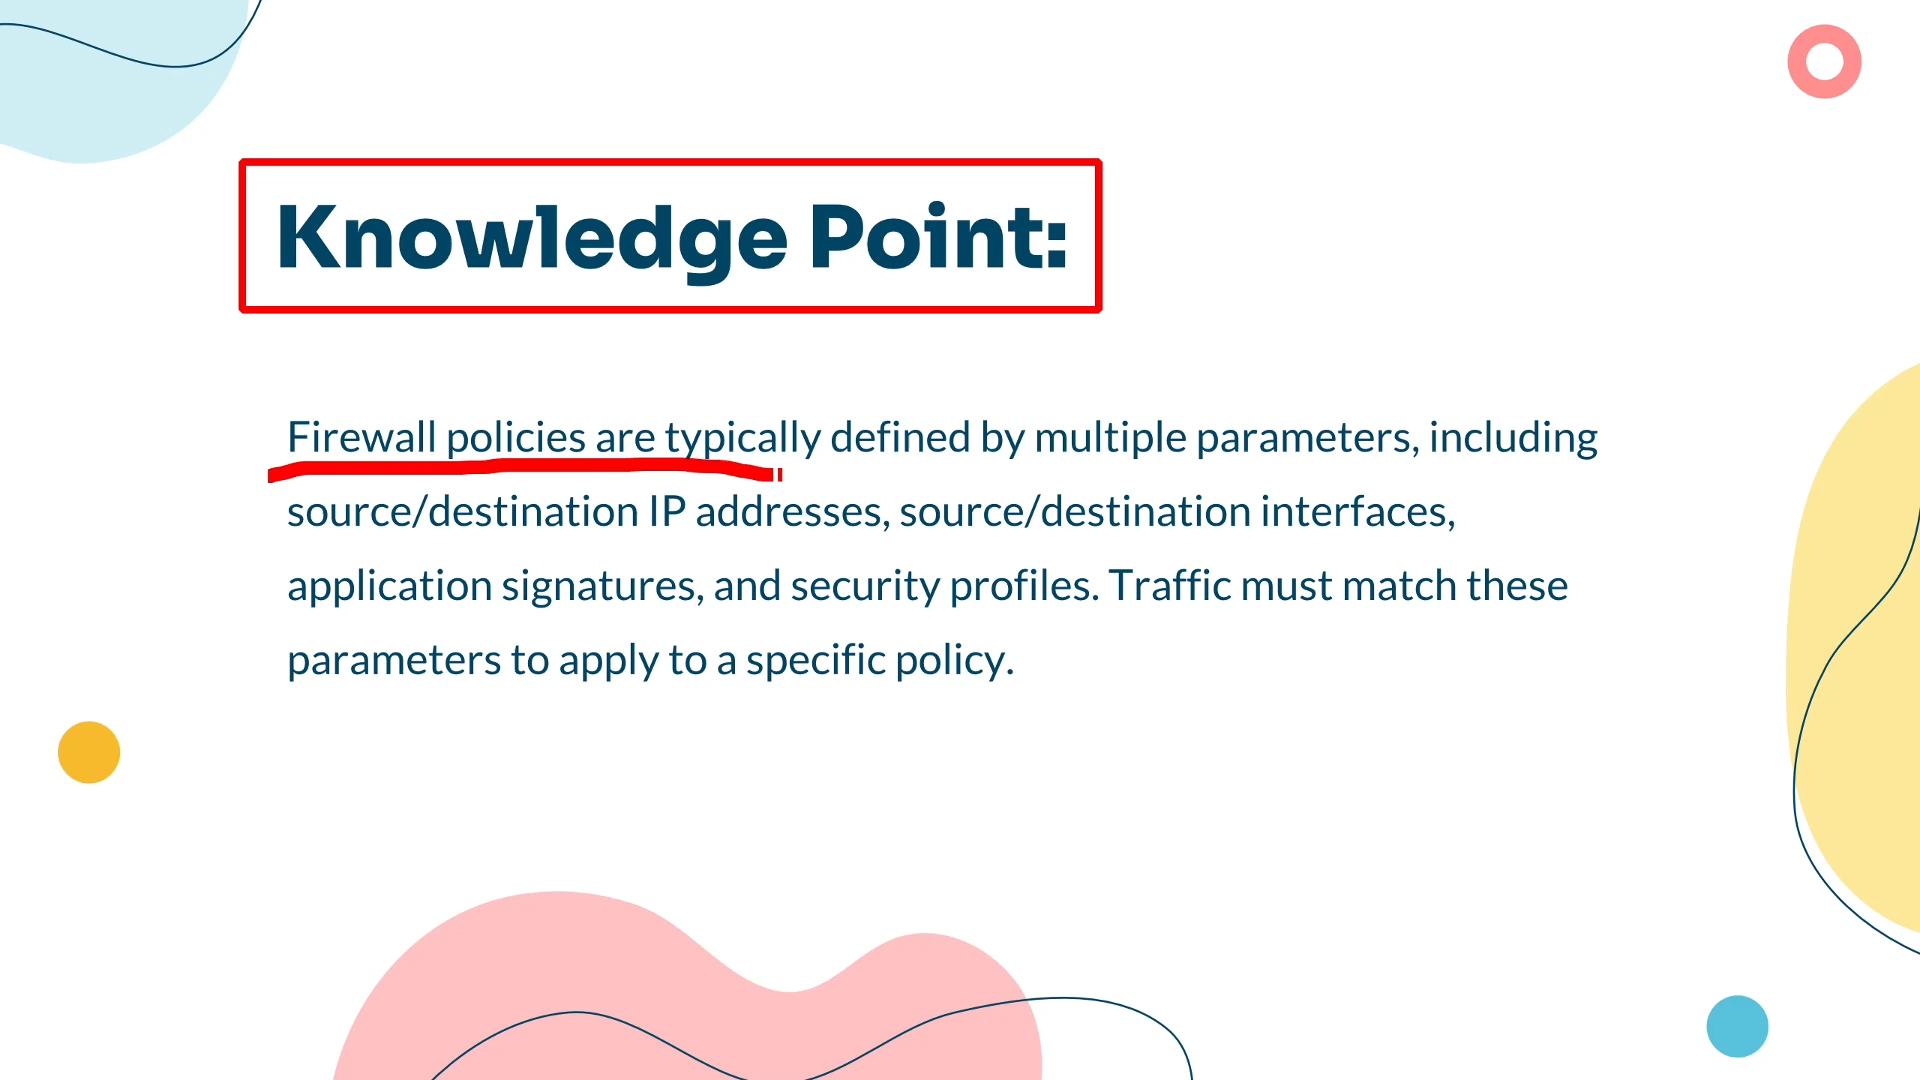 Knowledge Point:
Firewall policies are typically defined by multiple parameters, including
source/destination IP addresses, source/destination interfaces,
application signatures, and security profiles. Traffic must match these
parameters to apply to a specific policy.